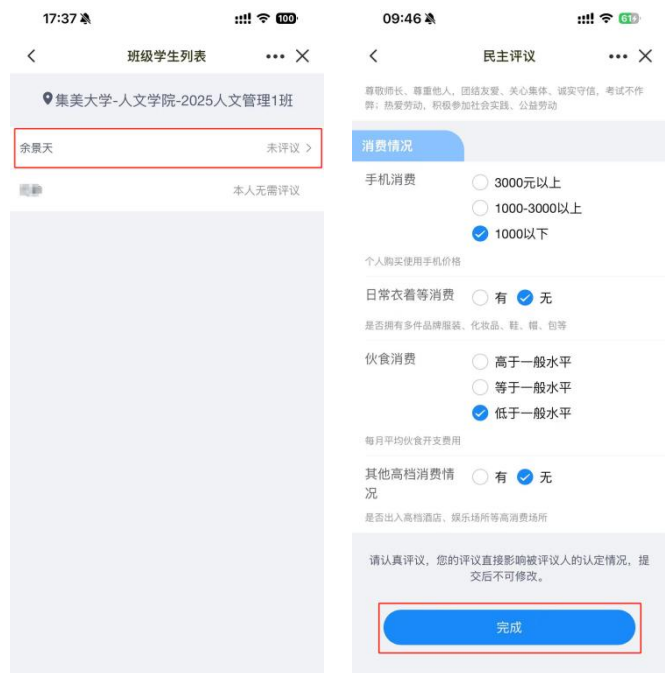 17:37
100
班级学生列表
集美大学-人文学院-2025人文管理1班
余景天
未评议
本人无需评议
09:46
61
民主评议
尊敬师长、尊重他人，团结友爱、关心集体、诚实守信，考试不作
弊；热爱劳动，积极参加社会实践、公益劳动
消费情况
手机消费
3000元以上
1000-3000以上
1000以下
个人购买使用手机价格
日常衣着等消费
有 无
是否拥有多件品牌服装、化妆品、鞋、帽、包等
伙食消费
高于一般水平
等于一般水平
低于一般水平
每月平均伙食开支费用
其他高档消费情
况
有 无
是否出入高档酒店、娱乐场所等高消费场所
请认真评议，您的评议直接影响被评议人的认定情况，提
交后不可修改。
完成